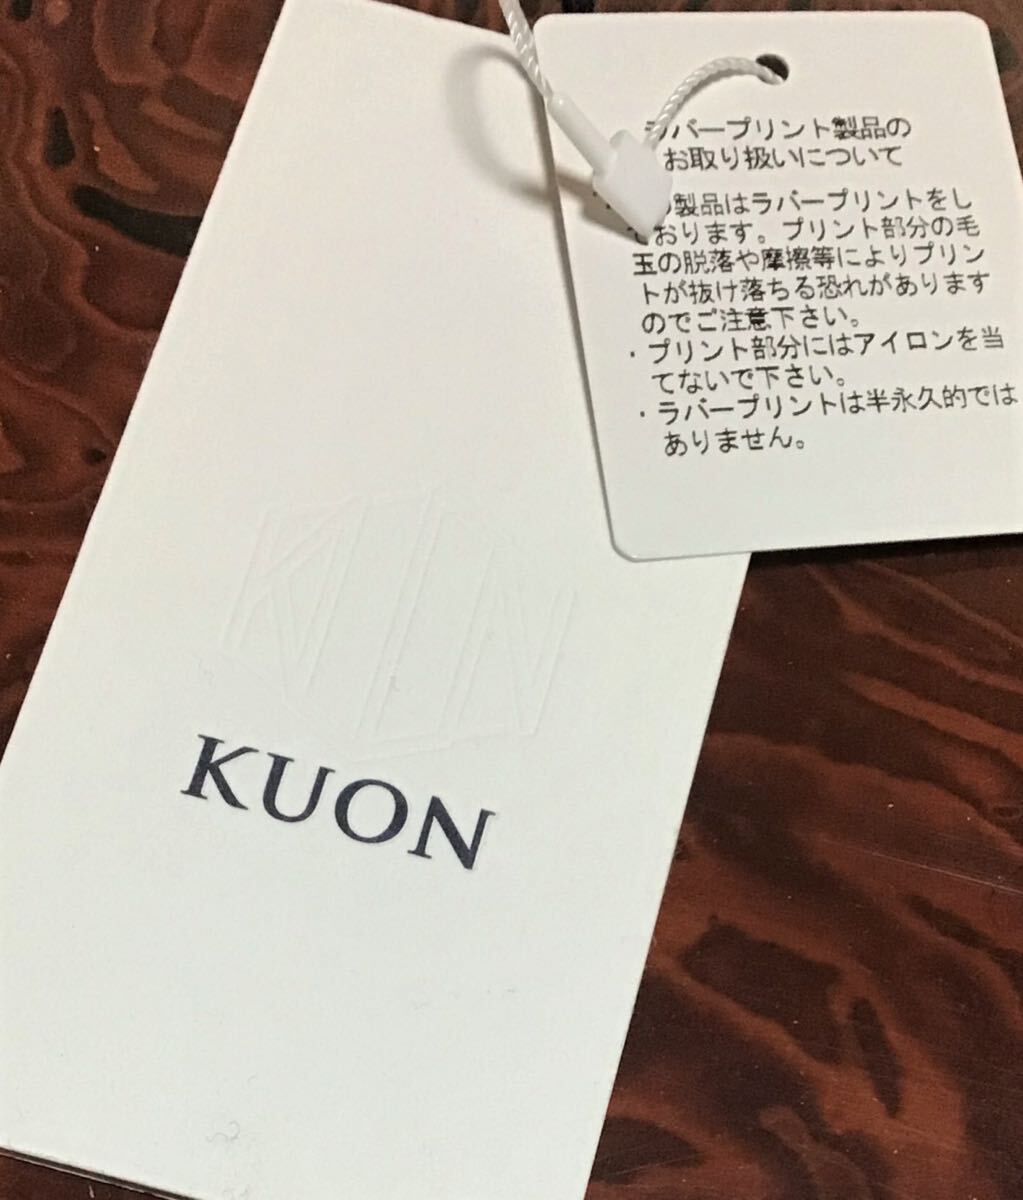 ラバープリント製品の
お取り扱いについて
製品はラバープリントをし
ております。プリント部分の毛
玉の脱落や摩擦等によりプリン
トが抜け落ちる恐れがあります
のでご注意下さい。
・プリント部分にはアイロンを当
てないで下さい。
・ラバープリントは半永久的では
ありません。
KUON